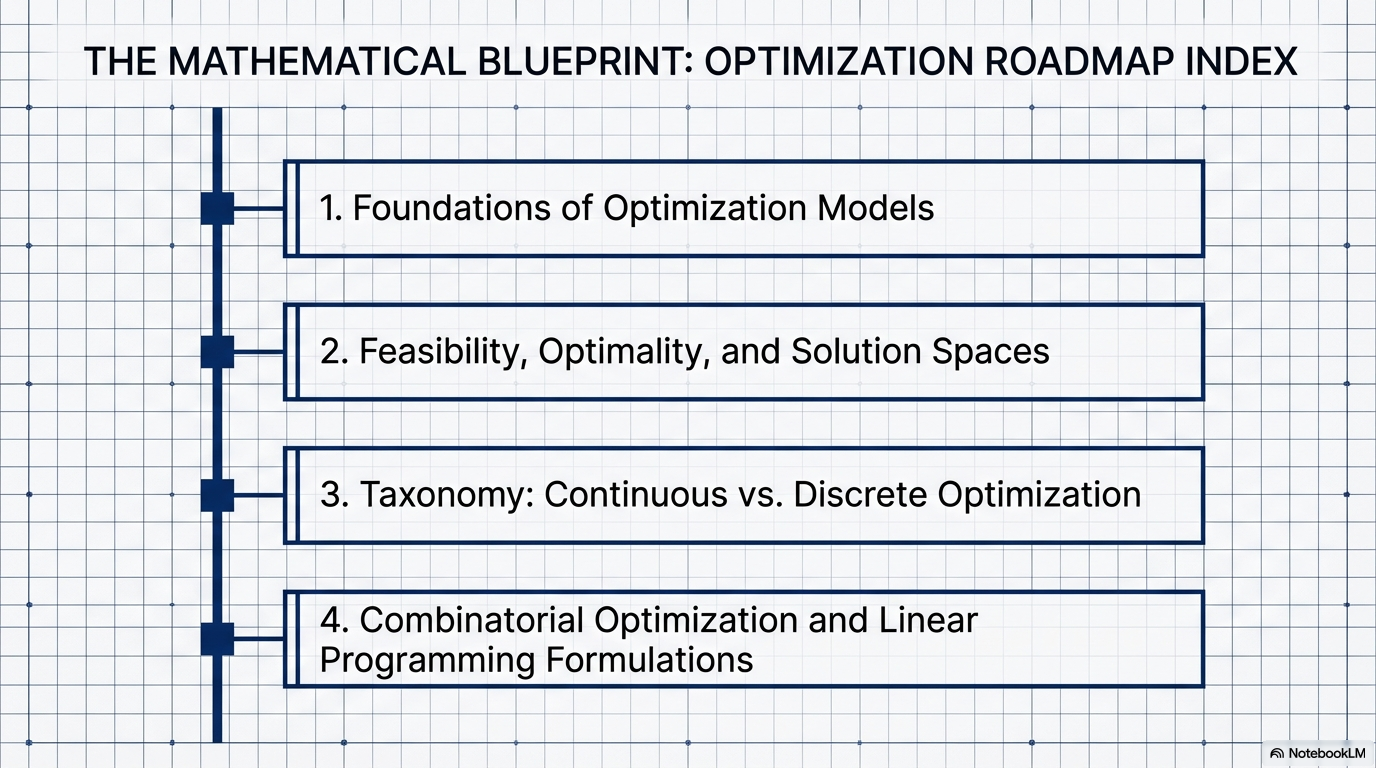 THE MATHEMATICAL BLUEPRINT: OPTIMIZATION ROADMAP INDEX
1. Foundations of Optimization Models
2. Feasibility, Optimality, and Solution Spaces
3. Taxonomy: Continuous vs. Discrete Optimization
4. Combinatorial Optimization and Linear
Programming Formulations
NotebookLM